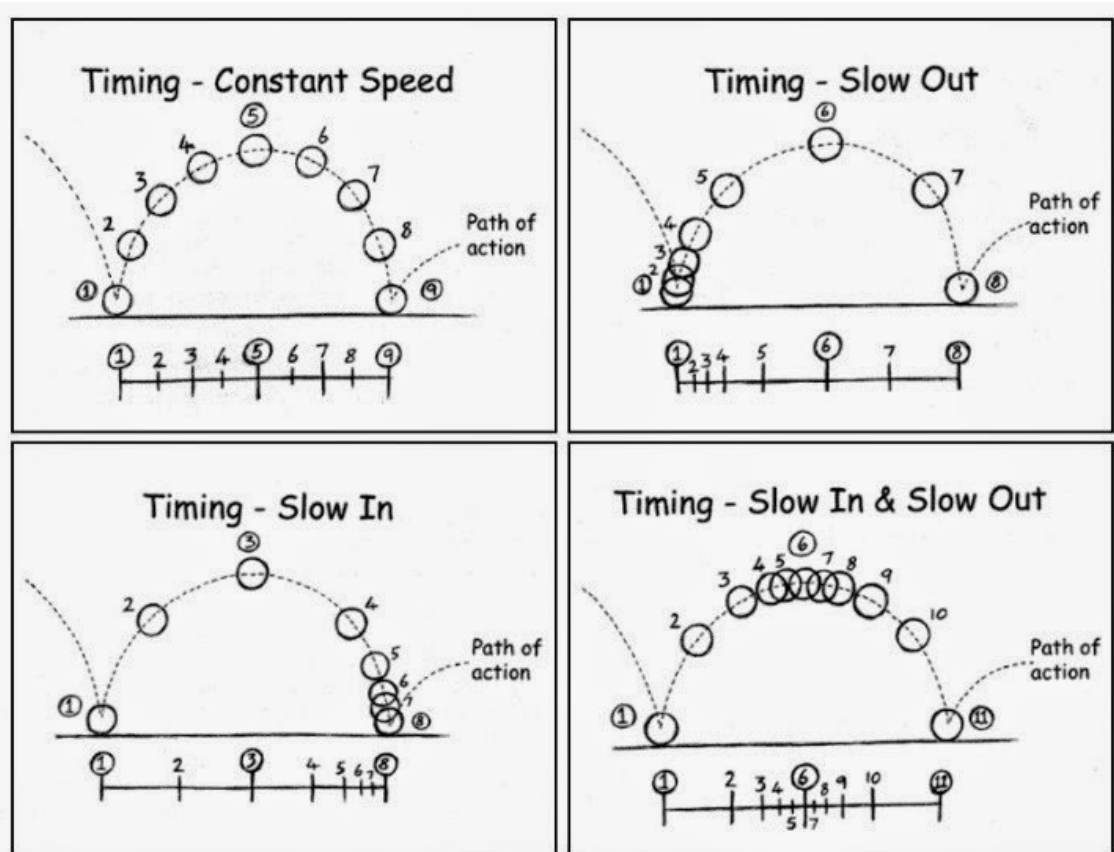 Timing - Constant Speed
5
4
6
3
7
2
8
Path of
action
1
9
1 2 3 4 5 6 7 8 9
Timing - Slow Out
6
5
7
4
3
2
Path of
action
1
8
1 2 3 4 5 6 7 8
Timing - Slow In
3
2
4
5
6
7
Path of
action
1
8
1 2 3 4 5 6 7 8
Timing - Slow In & Slow Out
6
4 5 7 8
3
9
2
10
Path of
action
1
11
1 2 3 4 6 8 9 10 11
5 7